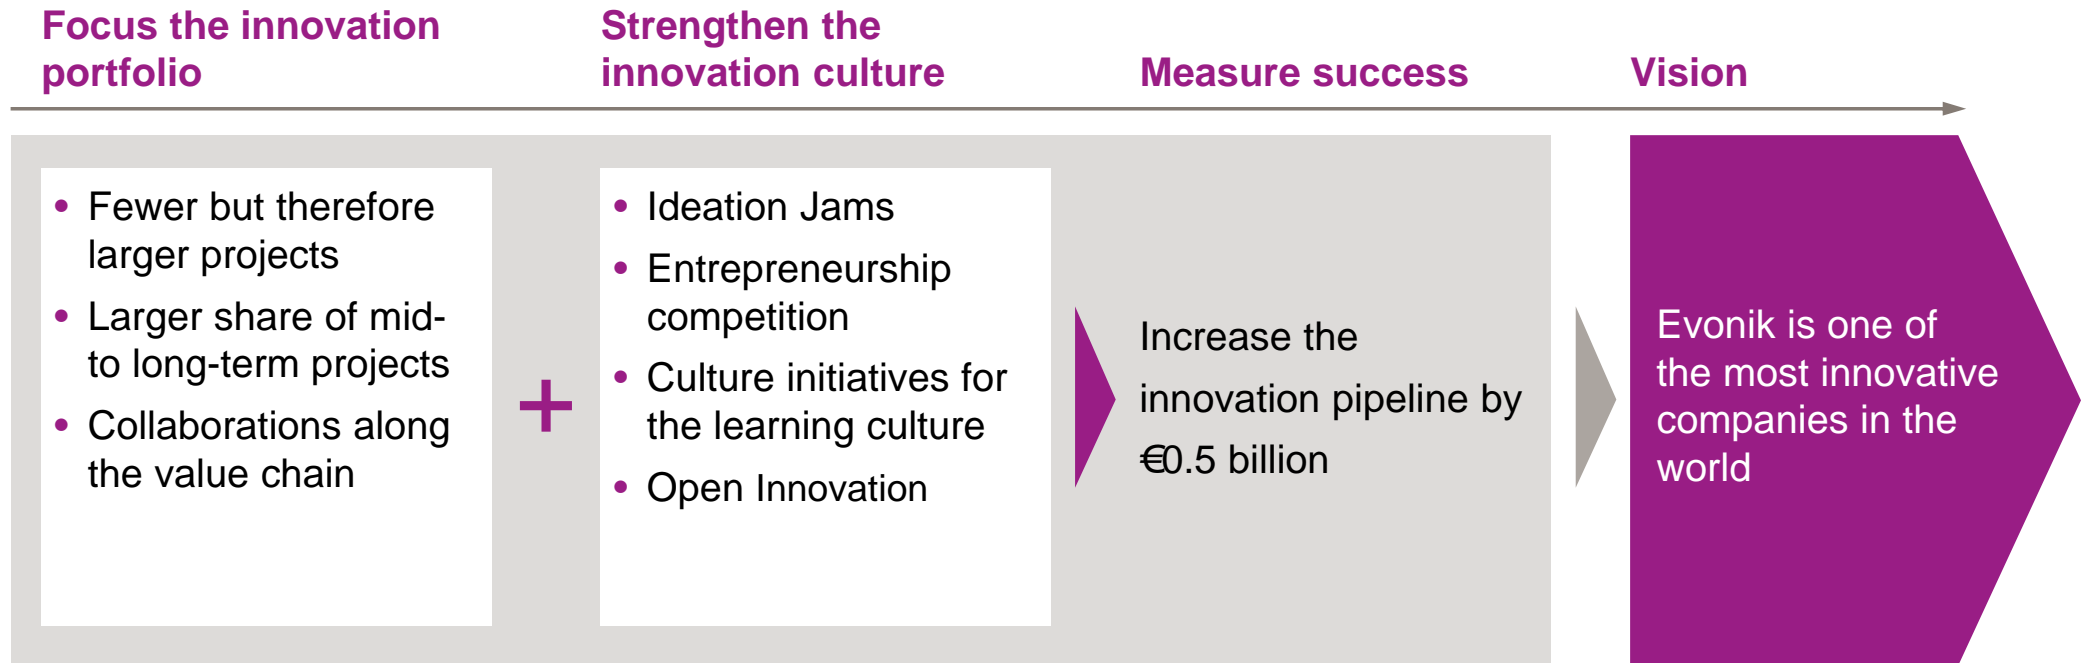 Focus the innovation
portfolio
Strengthen the
innovation culture
Measure success
Vision
• Fewer but therefore
larger projects
• Larger share of mid-
to long-term projects
• Collaborations along
the value chain
+
• Ideation Jams
• Entrepreneurship
competition
• Culture initiatives for
the learning culture
• Open Innovation
Increase the
innovation pipeline by
€0.5 billion
Evonik is one of
the most innovative
companies in the
world